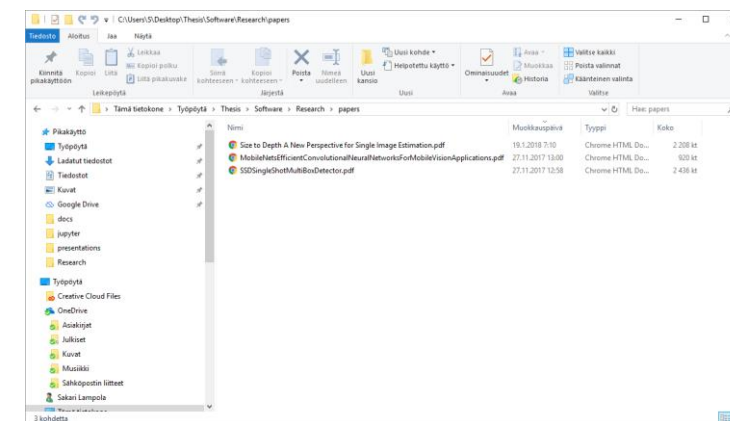 C:\Users\S\Desktop\Thesis\Software\Research\papers
Tiedosto Aloitus Jaa Näytä
Kiinnitä pikakäyttöön
Kopioi
Liitä
Leikkaa
Kopioi polku
Liitä pikakuvake
Leikepöytä
Siirrä kohteeseen
Kopioi kohteeseen
Poista
Nimeä uudelleen
Järjestä
Uusi kansio
Uusi kohde
Helpotettu käyttö
Uusi
Ominaisuudet
Avaa
Muokkaa
Historia
Avaa
Valitse kaikki
Poista valinnat
Käänteinen valinta
Valitse
Tämä tietokone > Työpöytä > Thesis > Software > Research > papers
Hae: papers
Nimi Muokkauspäivä Tyyppi Koko
Size to Depth A New Perspective for Single Image Estimation.pdf 19.1.2018 7:10 Chrome HTML Do... 2 208 kt
MobileNetsEfficientConvolutionalNeuralNetworksForMobileVisionApplications.pdf 27.11.2017 13:00 Chrome HTML Do... 920 kt
SSDSingleShotMultiBoxDetector.pdf 27.11.2017 12:58 Chrome HTML Do... 2 436 kt
Pikakäyttö
Työpöytä
Ladatut tiedostot
Tiedostot
Kuvat
Google Drive
docs
jupyter
presentations
Research
Työpöytä
Creative Cloud Files
OneDrive
Asiakirjat
Julkiset
Kuvat
Musiikki
Sähköpostin liitteet
Sakari Lampola
Tämä tietokone
3 kohdetta